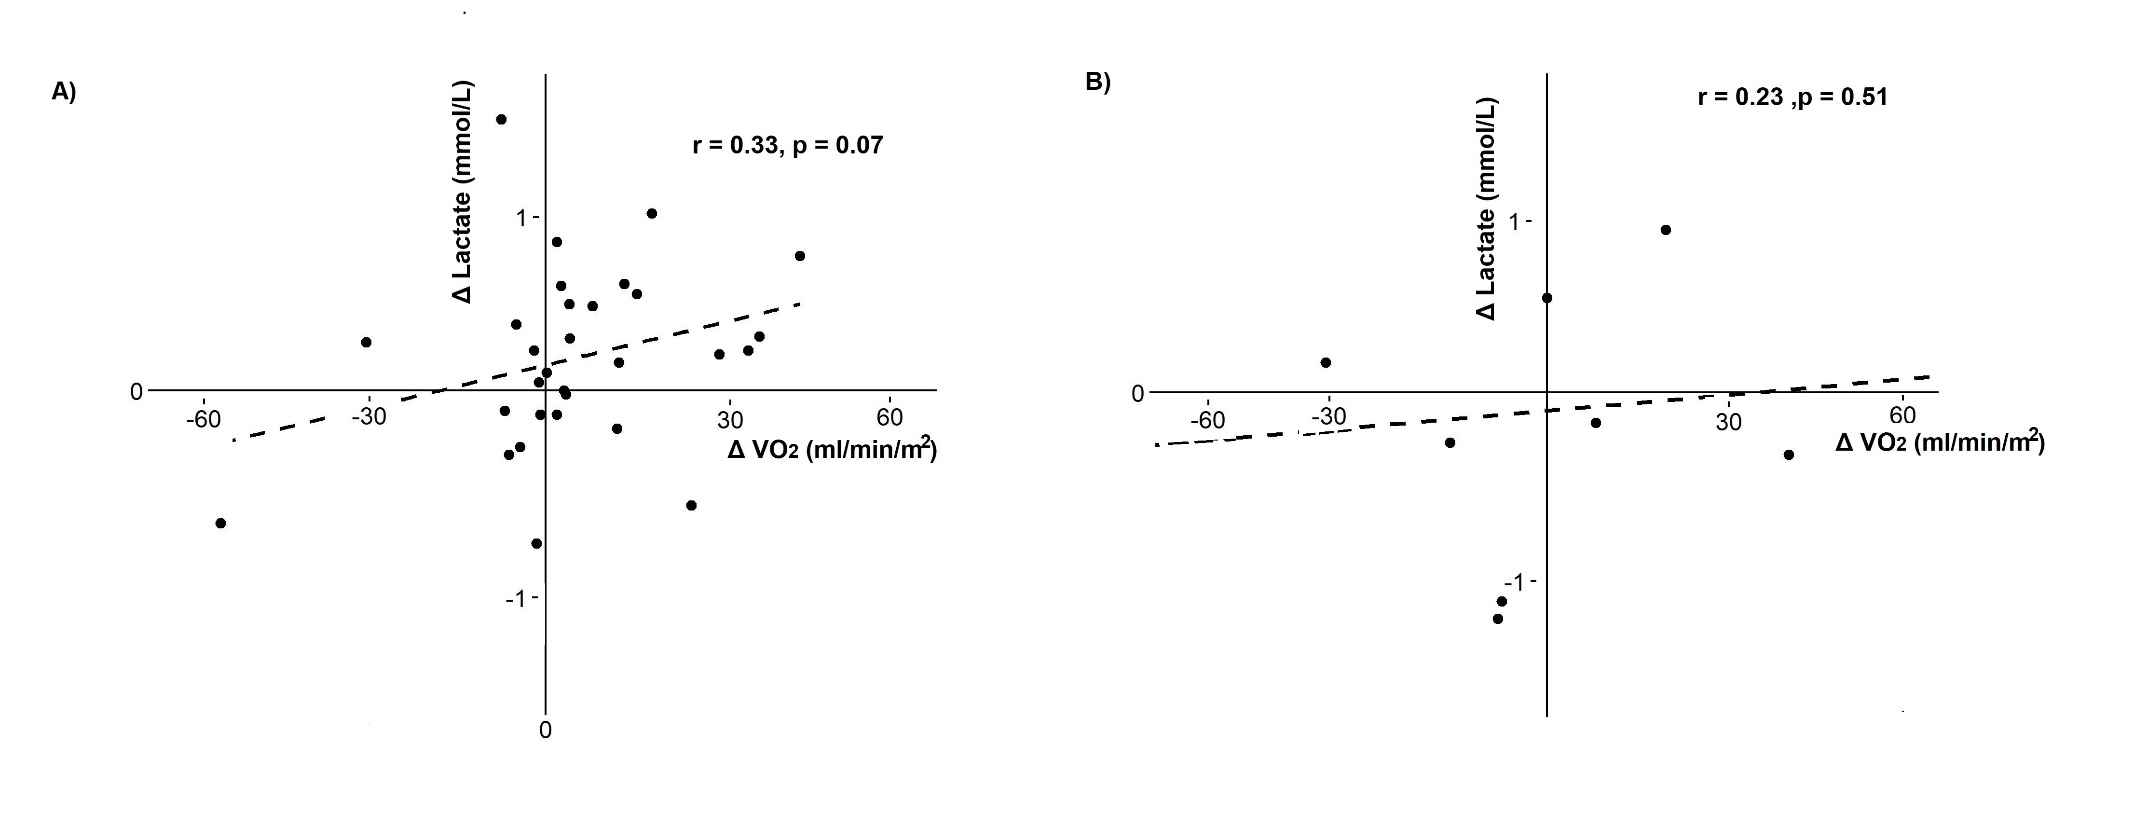 A)
Δ Lactate (mmol/L)
r = 0.33, p = 0.07
1
0
-60
-30
30
60
Δ VO2 (ml/min/m²)
-1
0
B)
Δ Lactate (mmol/L)
r = 0.23 ,p = 0.51
1
0
-60
-30
30
60
Δ VO2 (ml/min/m²)
-1